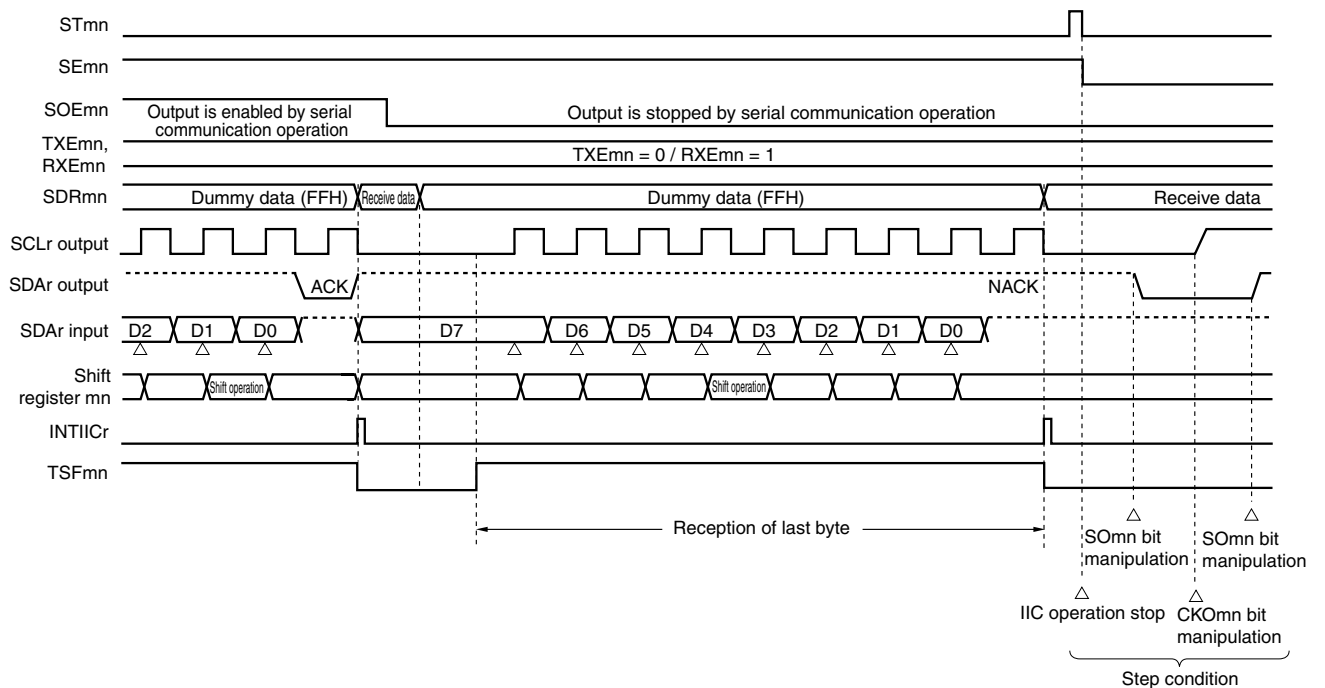 STmn
SEmn
SOEmn
Output is enabled by serial
communication operation
Output is stopped by serial communication operation
TXEmn,
RXEmn
TXEmn = 0 / RXEmn = 1
SDRmn
Dummy data (FFH)
Receive data
Dummy data (FFH)
Receive data
SCLr output
SDAr output
ACK
NACK
SDAr input
D2
D1
D0
D7
D6
D5
D4
D3
D2
D1
D0
Shift
register mn
Shift operation
Shift operation
INTIICr
TSFmn
Reception of last byte
SOmn bit
manipulation
SOmn bit
manipulation
IIC operation stop
CKOmn bit
manipulation
Step condition